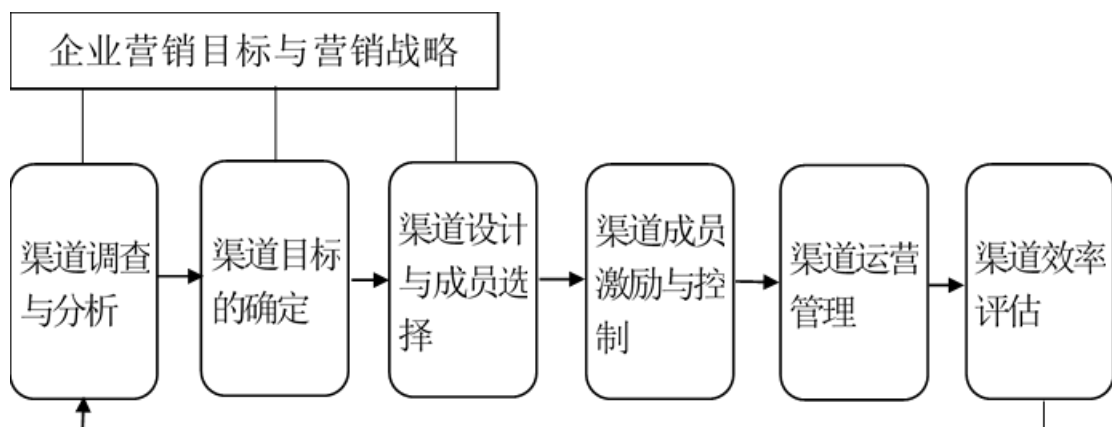 企业营销目标与营销战略
渠道调查
与分析
渠道目标
的确定
渠道设计
与成员选
择
渠道成员
激励与控
制
渠道运营
管理
渠道效率
评估